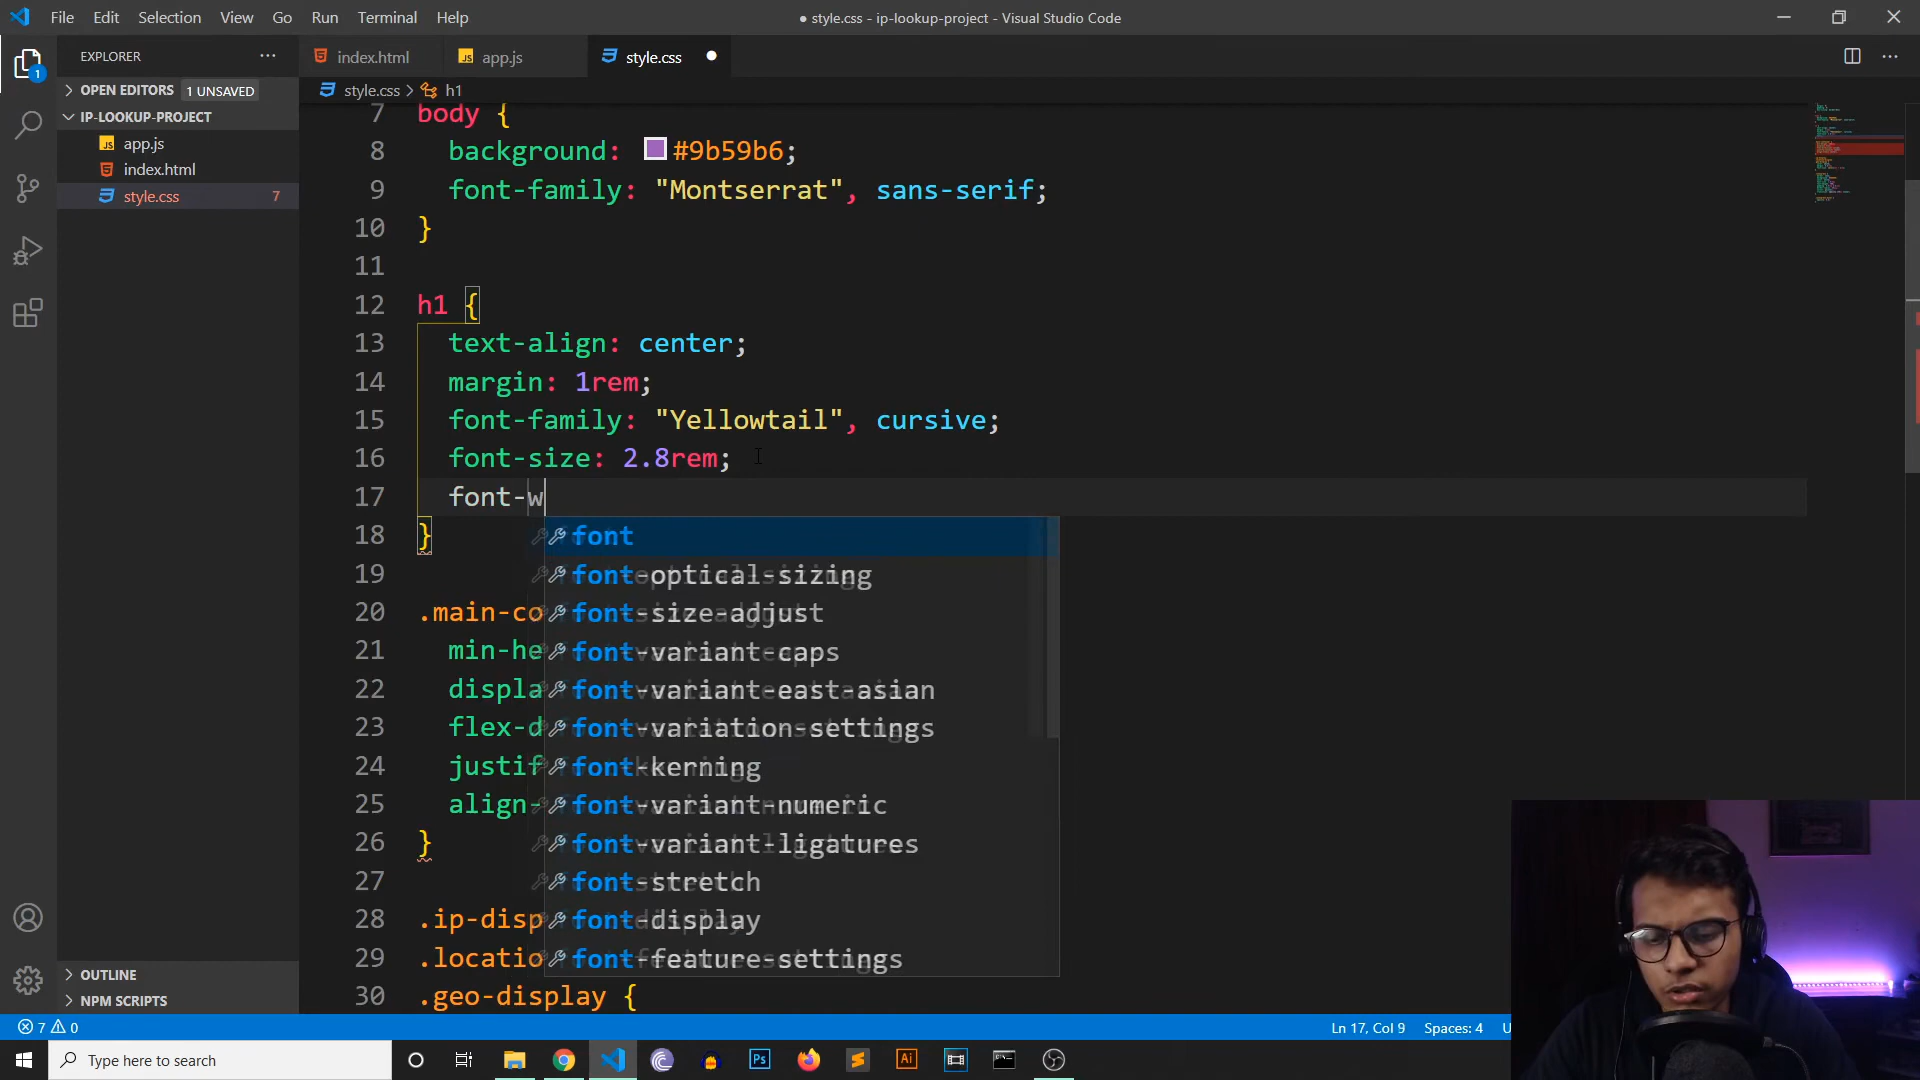 File Edit Selection View Go Run Terminal Help
● style.css - ip-lookup-project - Visual Studio Code
EXPLORER
index.html
app.js
style.css
OPEN EDITORS 1 UNSAVED
style.css > h1
IP-LOOKUP-PROJECT
app.js
index.html
style.css 7
7 body {
8 background: #9b59b6;
9 font-family: "Montserrat", sans-serif;
10 }
11
12 h1 {
13 text-align: center;
14 margin: 1rem;
15 font-family: "Yellowtail", cursive;
16 font-size: 2.8rem;
17 font-w
18 }
font
19
font-optical-sizing
20 .main-co
font-size-adjust
21 min-he
font-variant-caps
22 displa
font-variant-east-asian
23 flex-d
font-variation-settings
24 justif
font-kerning
25 align-
font-variant-numeric
26 }
font-variant-ligatures
27
font-stretch
28 .ip-disp
font-display
29 .locatio
font-feature-settings
30 .geo-display {
OUTLINE
NPM SCRIPTS
7 0
Ln 17, Col 9 Spaces: 4 U
Type here to search
Ps
Ai